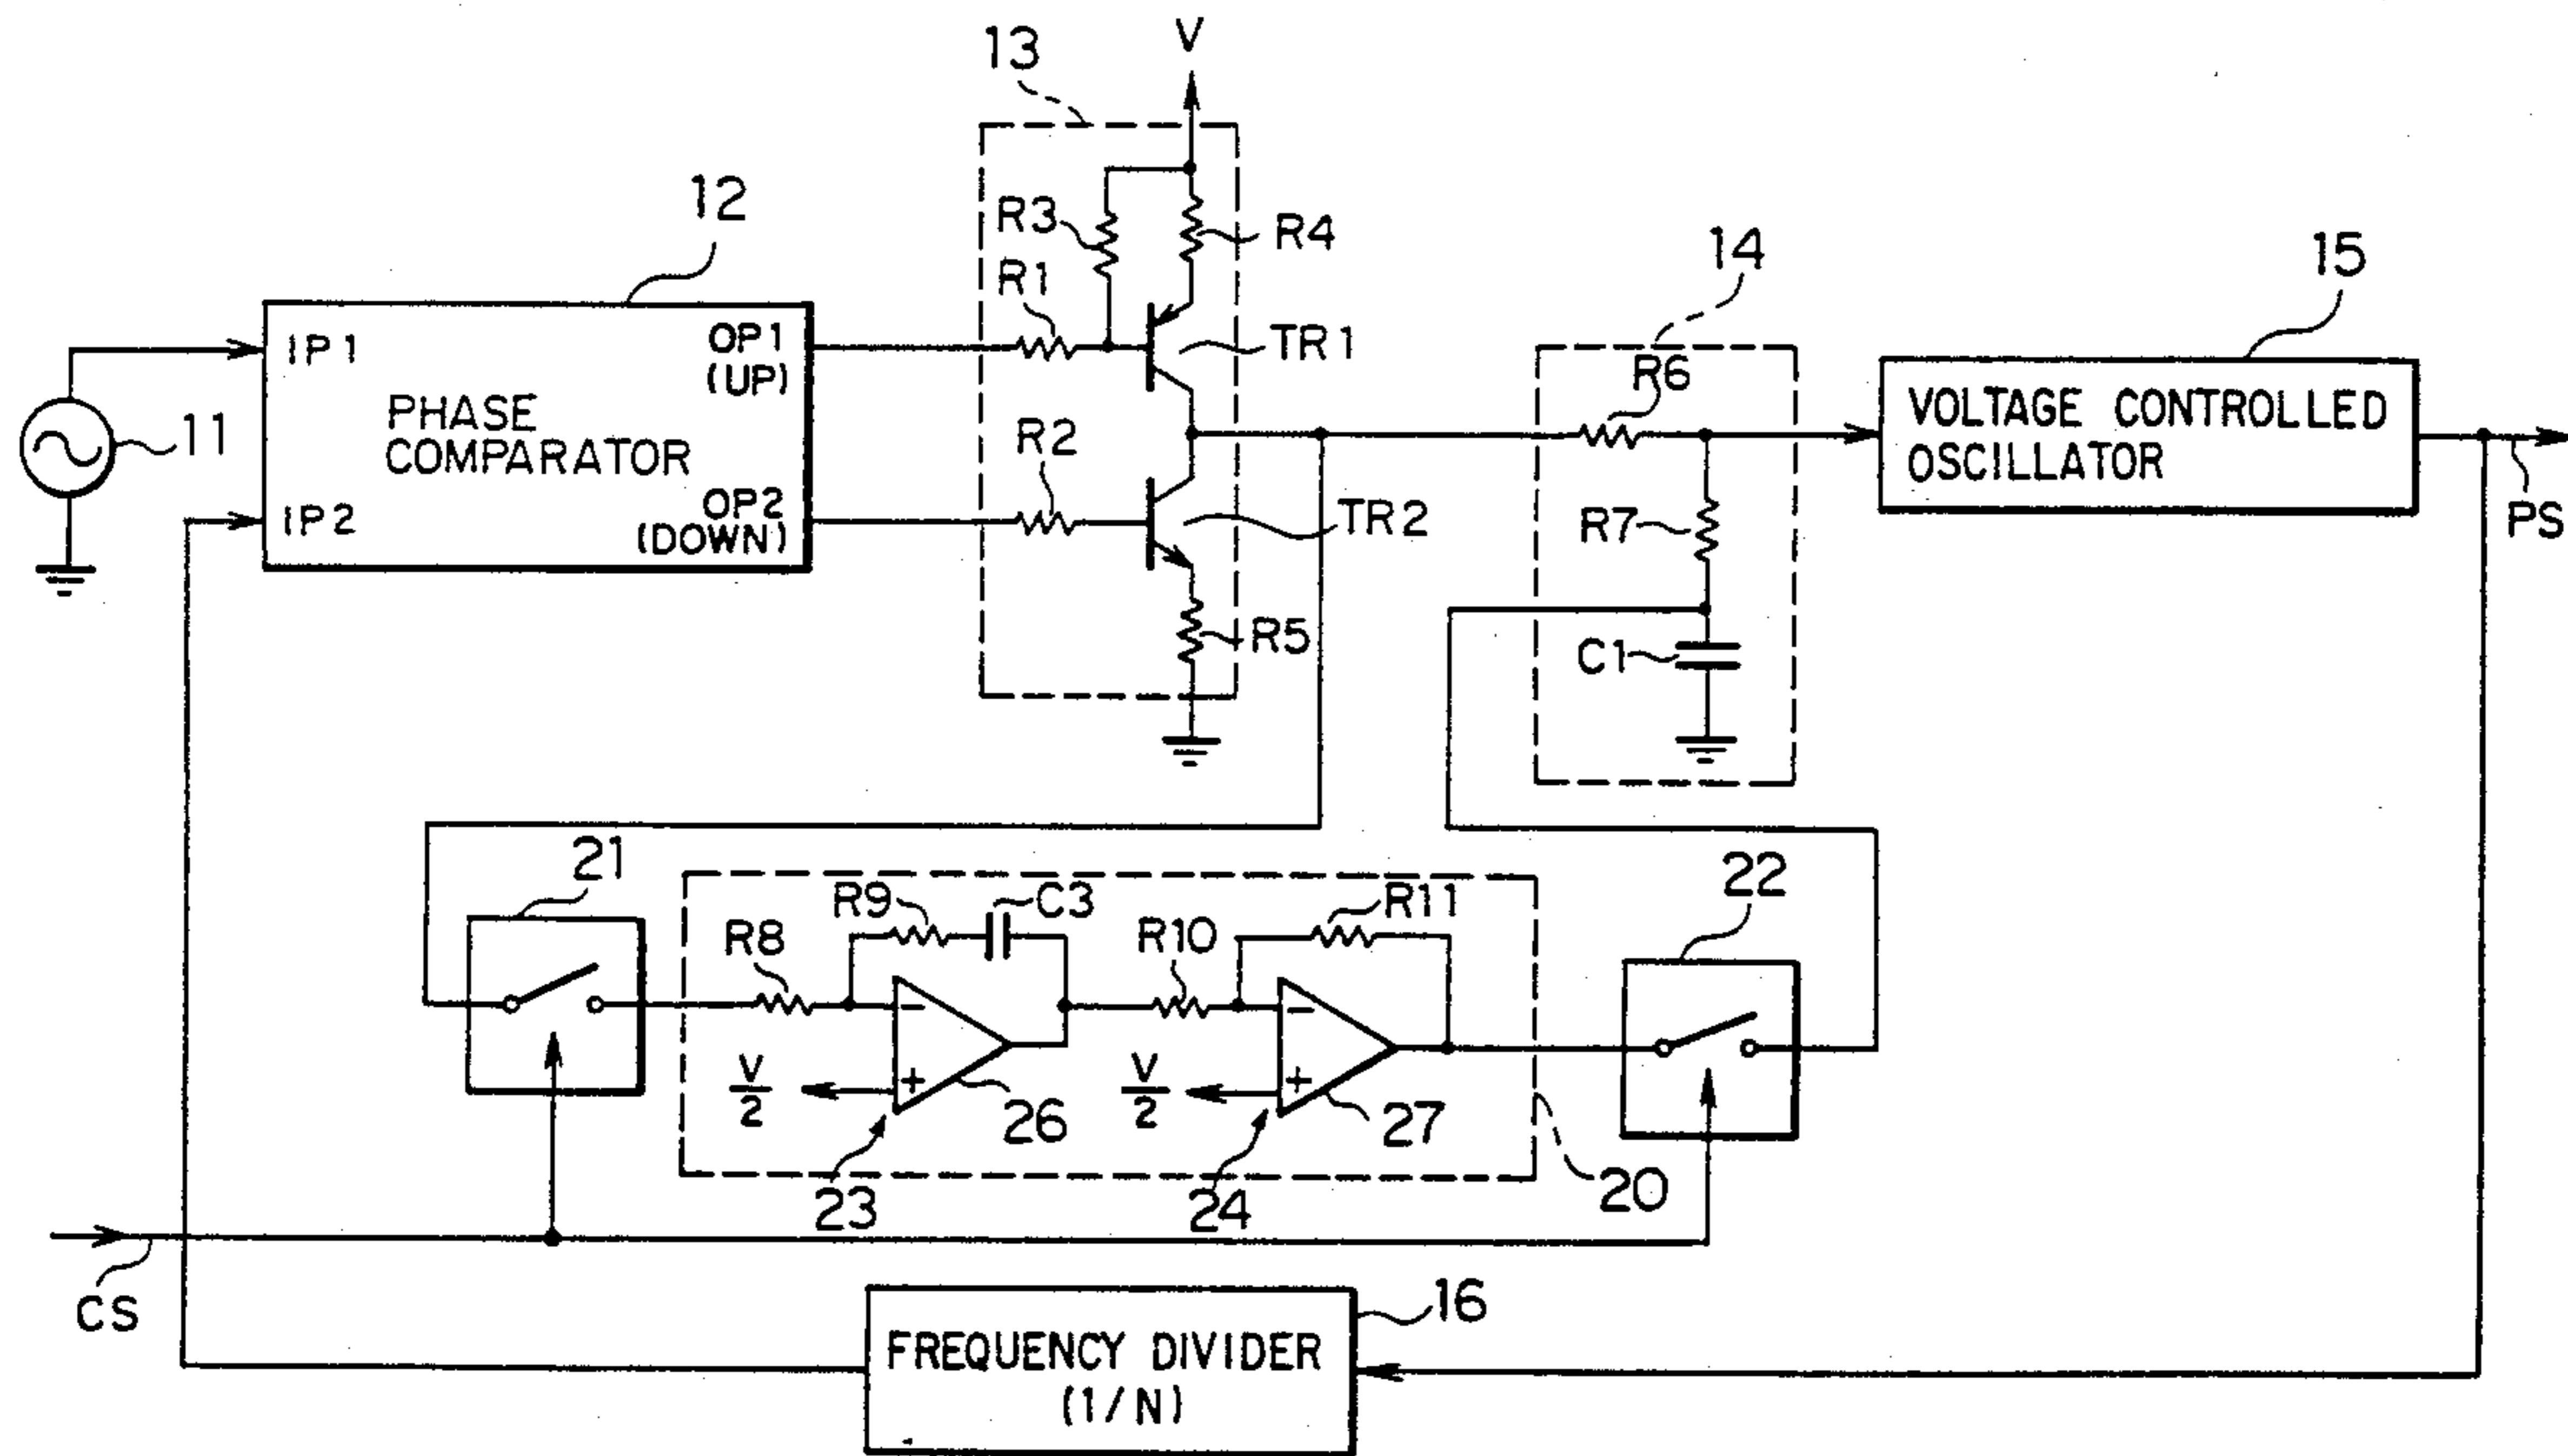 V
13
12
R3
R4
R1
14
15
IP1
OP1
(UP)
TR1
R6
11
PHASE
COMPARATOR
R2
VOLTAGE CONTROLLED
OSCILLATOR
IP2
OP2
(DOWN)
TR2
R7
PS
R5
C1
21
22
R9
C3
R11
R8
R10
V
2
V
2
-
+
-
+
26
27
23
24
20
CS
16
FREQUENCY DIVIDER
(1/N)